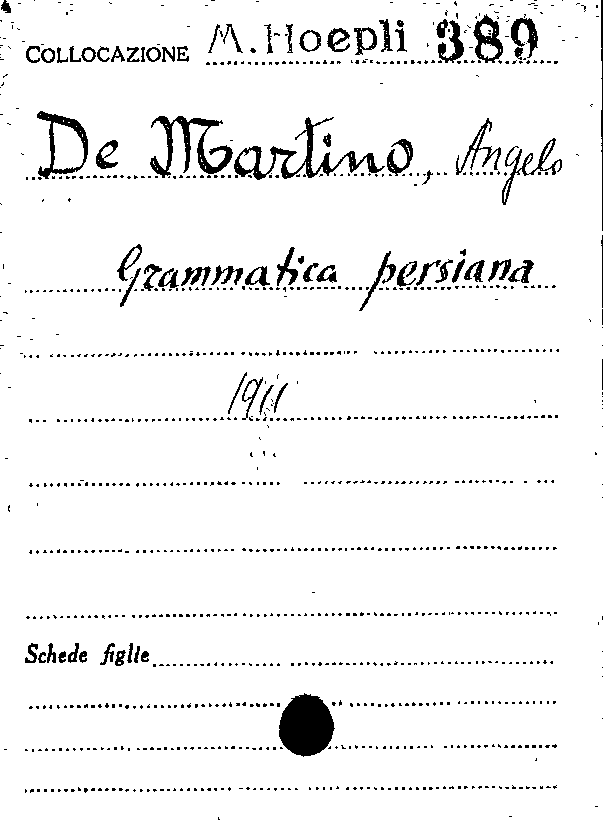 COLLOCAZIONE M. Hoepli 389
De Martino, Angelo
Grammatica persiana
1911
Schede figlie